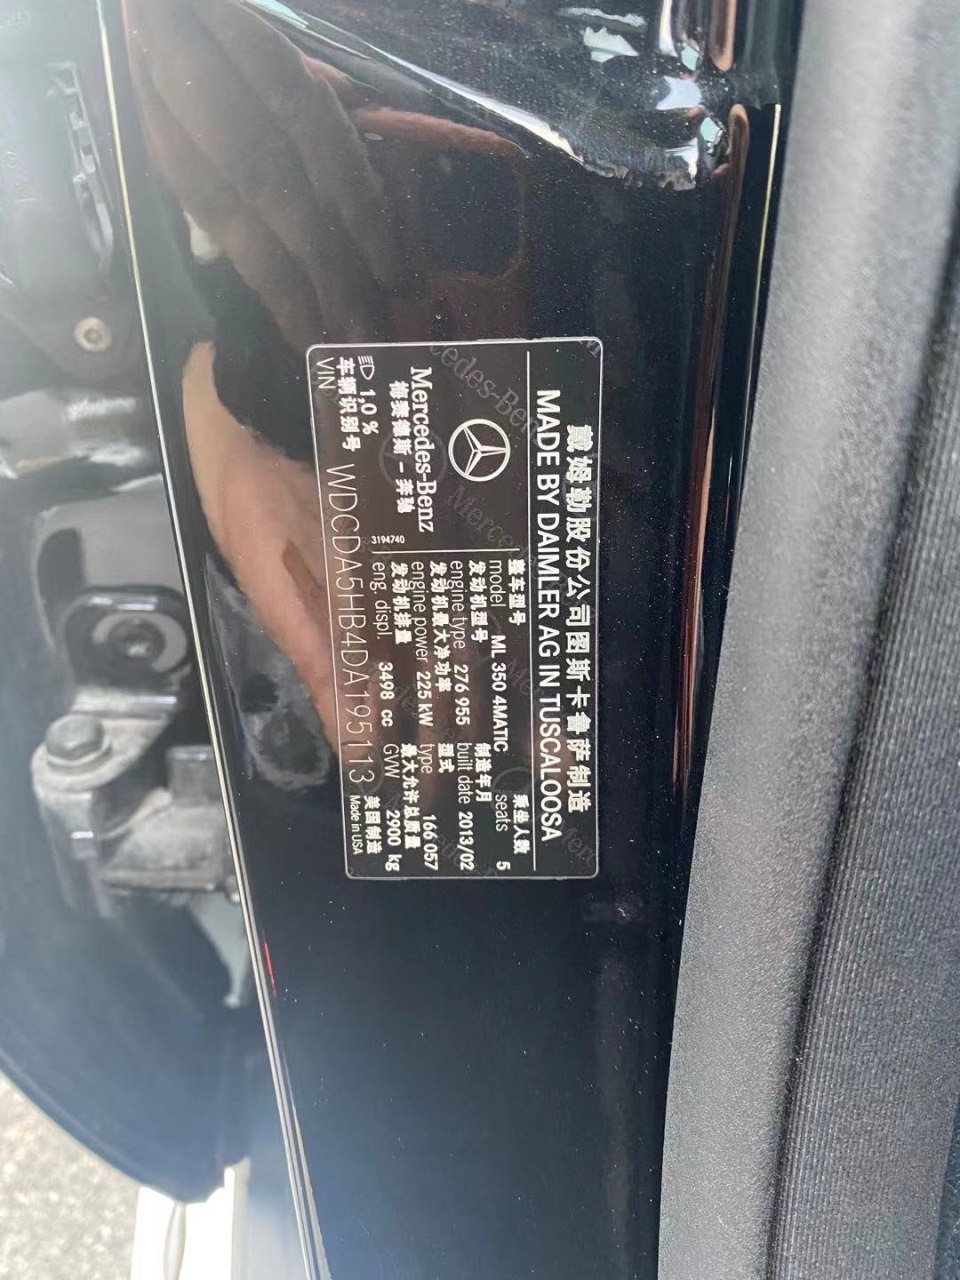 戴姆勒股份公司图斯卡鲁萨制造
MADE BY DAIMLER AG IN TUSCALOOSA
Mercedes-Benz
梅赛德斯-奔驰
1,0 %
3194740
整车型号
model ML 350 4MATIC
乘坐人数
seats 5
发动机型号
engine type 276 955
制造年月
built date 2013/02
发动机最大净功率
engine power 225 kW
型式
type 166 057
发动机排量
eng. displ. 3498 cc
最大允许总质量
GVW 2900 kg
车辆识别号
VIN WDCDA5HB4DA195113
美国制造
Made in USA